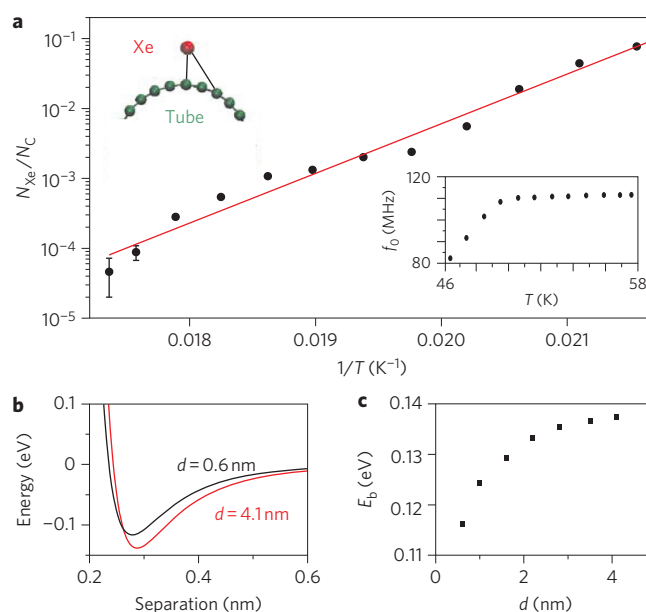 a
Xe
Tube
N_Xe/N_C
10⁻¹
10⁻²
10⁻³
10⁻⁴
10⁻⁵
f₀ (MHz)
110
80
46
58
T (K)
0.018
0.019
0.020
0.021
1/T (K⁻¹)
b
Energy (eV)
0.1
0
−0.1
d = 0.6 nm
d = 4.1 nm
0.2
0.4
0.6
Separation (nm)
c
E_b (eV)
0.14
0.13
0.12
0.11
0
2
4
d (nm)